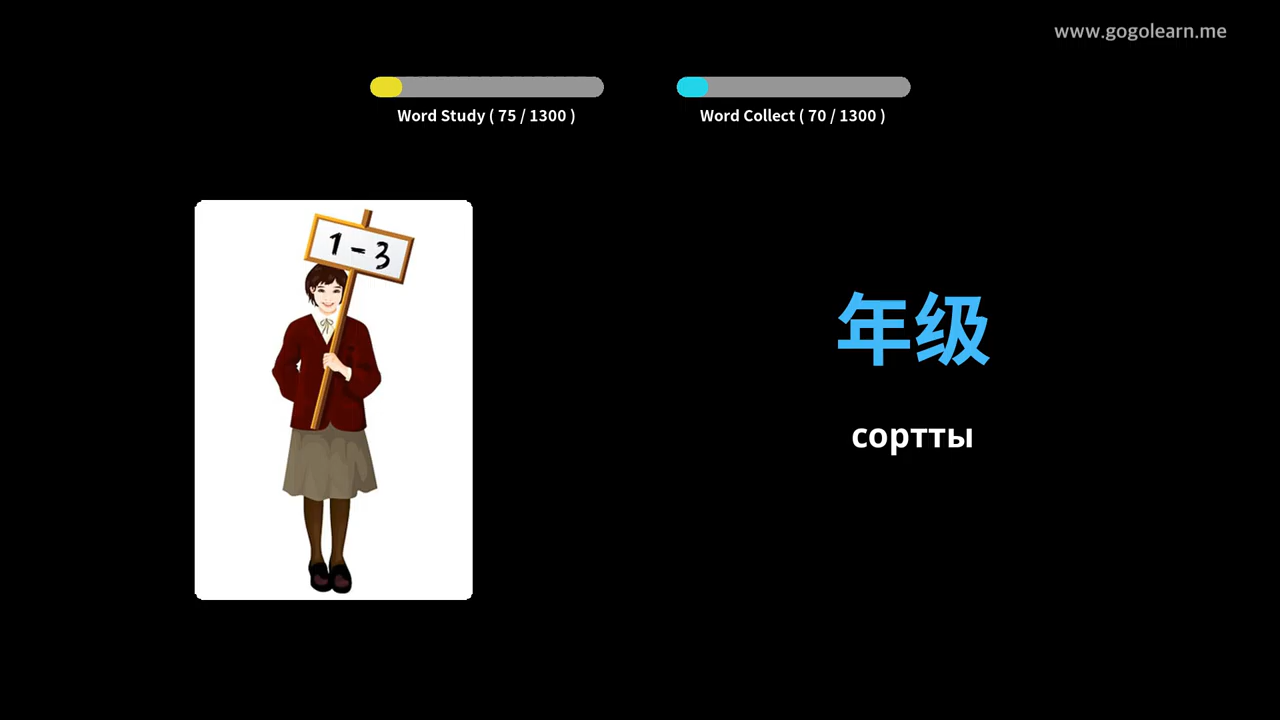 www.gogolearn.me
Word Study ( 75 / 1300 )
Word Collect ( 70 / 1300 )
1 - 3
年级
сортты